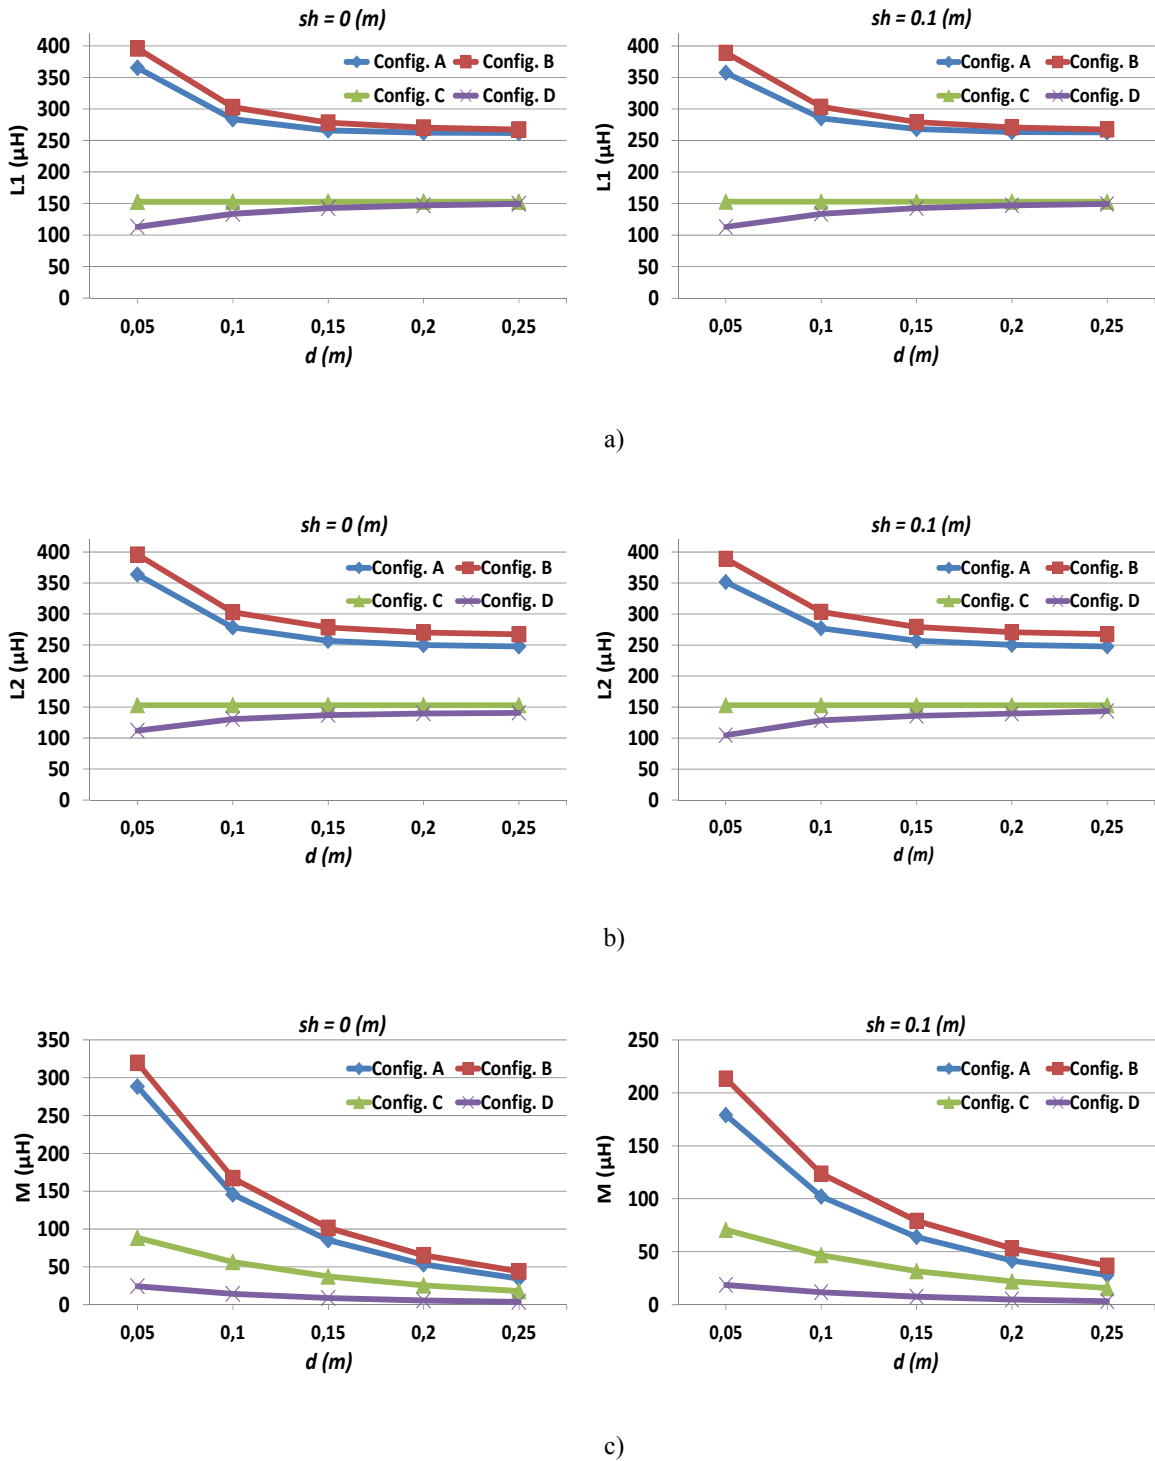 sh = 0 (m)
400
350
300
250
200
150
100
50
0
L1 (µH)
Config. A
Config. B
Config. C
Config. D
0,05
0,1
0,15
0,2
0,25
d (m)
sh = 0.1 (m)
400
350
300
250
200
150
100
50
0
L1 (µH)
Config. A
Config. B
Config. C
Config. D
0,05
0,1
0,15
0,2
0,25
d (m)
a)
sh = 0 (m)
400
350
300
250
200
150
100
50
0
L2 (µH)
Config. A
Config. B
Config. C
Config. D
0,05
0,1
0,15
0,2
0,25
d (m)
sh = 0.1 (m)
400
350
300
250
200
150
100
50
0
L2 (µH)
Config. A
Config. B
Config. C
Config. D
0,05
0,1
0,15
0,2
0,25
d (m)
b)
sh = 0 (m)
350
300
250
200
150
100
50
0
M (µH)
Config. A
Config. B
Config. C
Config. D
0,05
0,1
0,15
0,2
0,25
d (m)
sh = 0.1 (m)
250
200
150
100
50
0
M (µH)
Config. A
Config. B
Config. C
Config. D
0,05
0,1
0,15
0,2
0,25
d (m)
c)